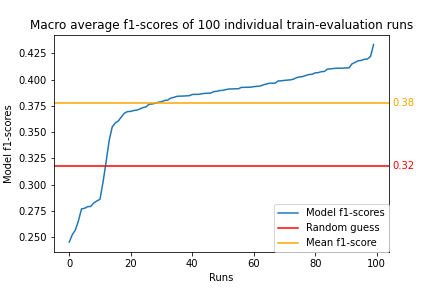 Macro average f1-scores of 100 individual train-evaluation runs
Model f1-scores
0.425
0.400
0.375
0.350
0.325
0.300
0.275
0.250
0.38
0.32
Model f1-scores
Random guess
Mean f1-score
0 20 40 60 80 100
Runs